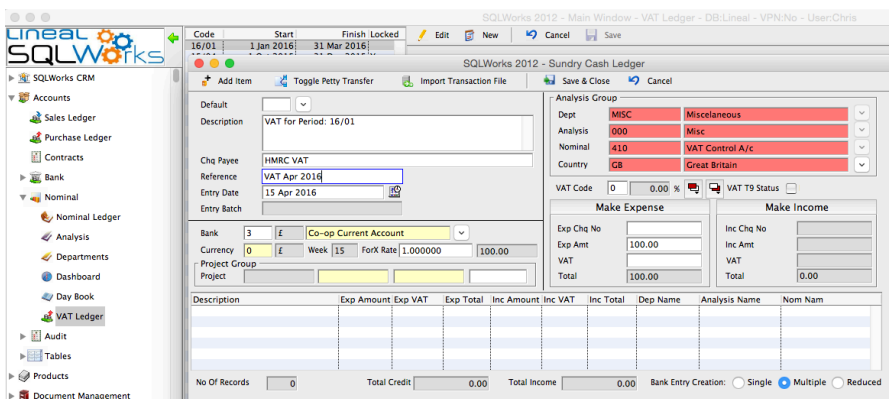 SQLWorks 2012 - Main Window - VAT Ledger - DB:Lineal - VPN:No - User:Chris
LINEAL
SQLWorks
Code Start Finish Locked
Edit New Cancel Save
16/01 1 Jan 2016 31 Mar 2016
SQLWorks 2012 - Sundry Cash Ledger
Add Item Toggle Petty Transfer Import Transaction File Save & Close Cancel
SQLWorks CRM
Accounts
Sales Ledger
Purchase Ledger
Contracts
Bank
Nominal
Nominal Ledger
Analysis
Departments
Dashboard
Day Book
VAT Ledger
Audit
Tables
Products
Document Management
Default
Description VAT for Period: 16/01
Chq Payee HMRC VAT
Reference VAT Apr 2016
Entry Date 15 Apr 2016
Entry Batch
Bank 3 £ Co-op Current Account
Currency 0 £ Week 15 ForX Rate 1.000000 100.00
Project Group
Project
Analysis Group
Dept MISC Miscelaneous
Analysis 000 Misc
Nominal 410 VAT Control A/c
Country GB Great Britain
VAT Code 0 0.00 % VAT T9 Status
Make Expense Make Income
Exp Chq No Inc Chq No
Exp Amt 100.00 Inc Amt
VAT VAT
Total 100.00 Total 0.00
Description Exp Amount Exp VAT Exp Total Inc Amount Inc VAT Inc Total Dep Name Analysis Name Nom Nam
No Of Records 0 Total Credit 0.00 Total Income 0.00 Bank Entry Creation: Single Multiple Reduced